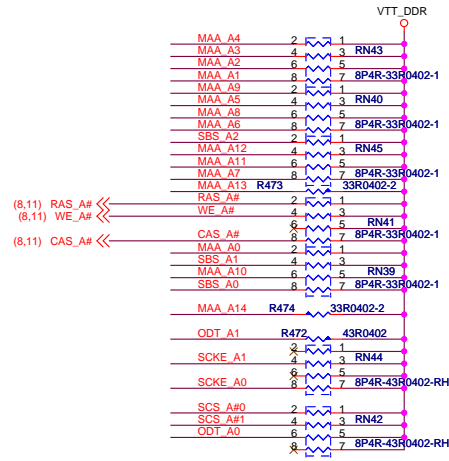 VTT_DDR
MAA_A4 2 1
MAA_A3 4 3 RN43
MAA_A2 6 5
MAA_A1 8 7 8P4R-33R0402-1
MAA_A9 2 1
MAA_A5 4 3 RN40
MAA_A8 6 5
MAA_A6 8 7 8P4R-33R0402-1
SBS_A2 2 1
MAA_A12 4 3 RN45
MAA_A11 6 5
MAA_A7 8 7 8P4R-33R0402-1
MAA_A13 R473 33R0402-2
(8,11) RAS_A# RAS_A# 2 1
(8,11) WE_A# WE_A# 4 3
6 5 RN41
(8,11) CAS_A# CAS_A# 8 7 8P4R-33R0402-1
MAA_A0 2 1
SBS_A1 4 3
MAA_A10 6 5 RN39
SBS_A0 8 7 8P4R-33R0402-1
MAA_A14 R474 33R0402-2
ODT_A1 R472 43R0402
2 1
SCKE_A1 4 3 RN44
6 5
SCKE_A0 8 7 8P4R-43R0402-RH
SCS_A#0 2 1
SCS_A#1 4 3 RN42
ODT_A0 6 5
8 7 8P4R-43R0402-RH